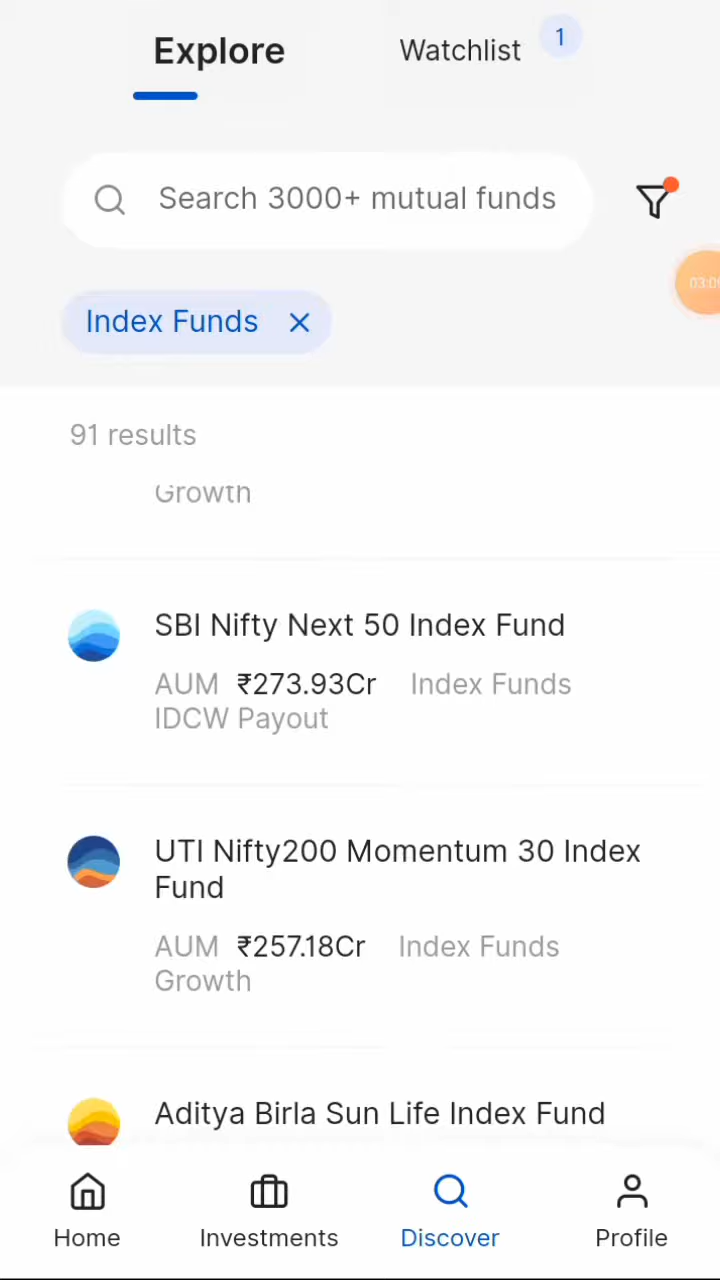 Explore
Watchlist 1
Search 3000+ mutual funds
Index Funds
91 results
Growth
SBI Nifty Next 50 Index Fund
AUM ₹273.93Cr Index Funds
IDCW Payout
UTI Nifty200 Momentum 30 Index
Fund
AUM ₹257.18Cr Index Funds
Growth
Aditya Birla Sun Life Index Fund
Home Investments Discover Profile